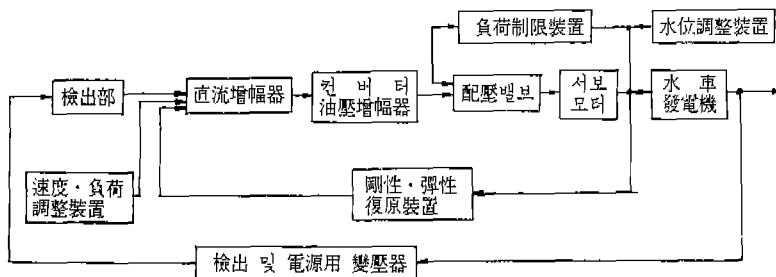 負荷制限裝置
水位調整裝置
檢出部
直流增幅器
컨버터
油壓增幅器
配壓밸브
서보
모터
水車
發電機
速度·負荷
調整裝置
剛性·彈性
復原裝置
檢出 및 電源用 變壓器